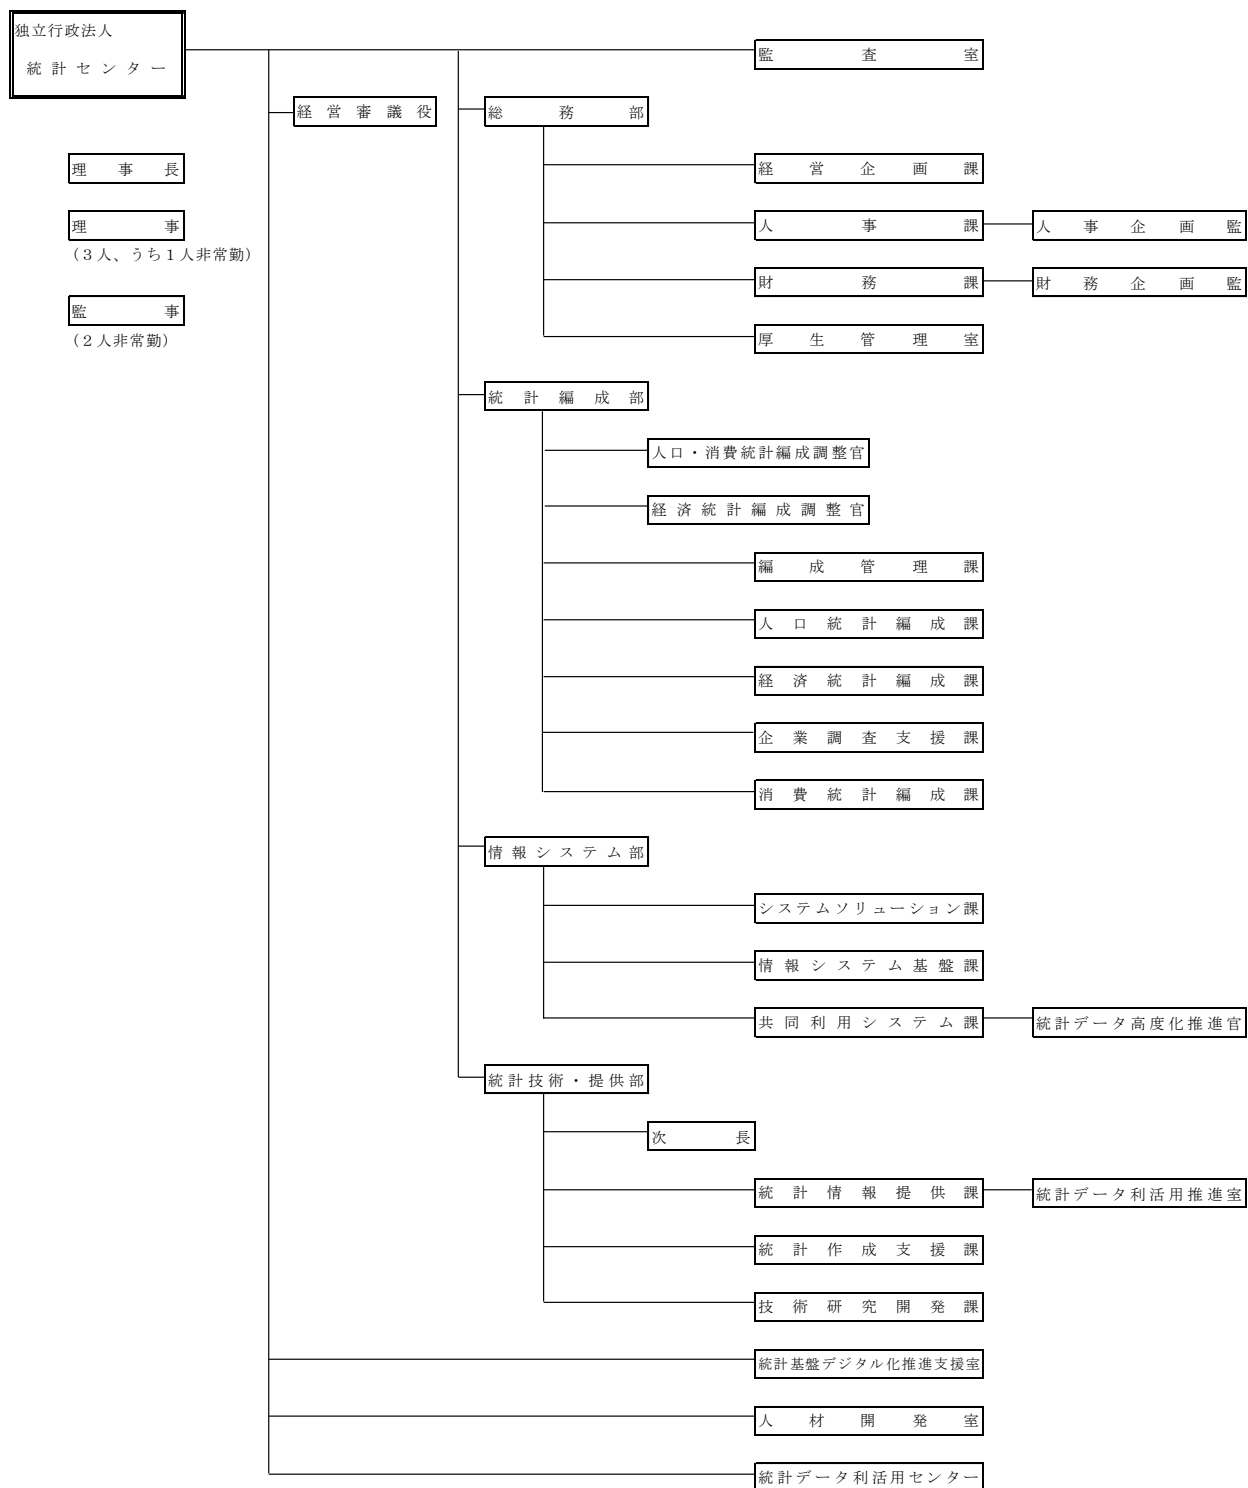 独立行政法人
統計センター
監査室
経営審議役
総務部
理事長
経営企画課
理事
人事課
人事企画監
（３人、うち１人非常勤）
財務課
財務企画監
監事
（２人非常勤）
厚生管理室
統計編成部
人口・消費統計編成調整官
経済統計編成調整官
編成管理課
人口統計編成課
経済統計編成課
企業調査支援課
消費統計編成課
情報システム部
システムソリューション課
情報システム基盤課
共同利用システム課
統計データ高度化推進官
統計技術・提供部
次長
統計情報提供課
統計データ利活用推進室
統計作成支援課
技術研究開発課
統計基盤デジタル化推進支援室
人材開発室
統計データ利活用センター